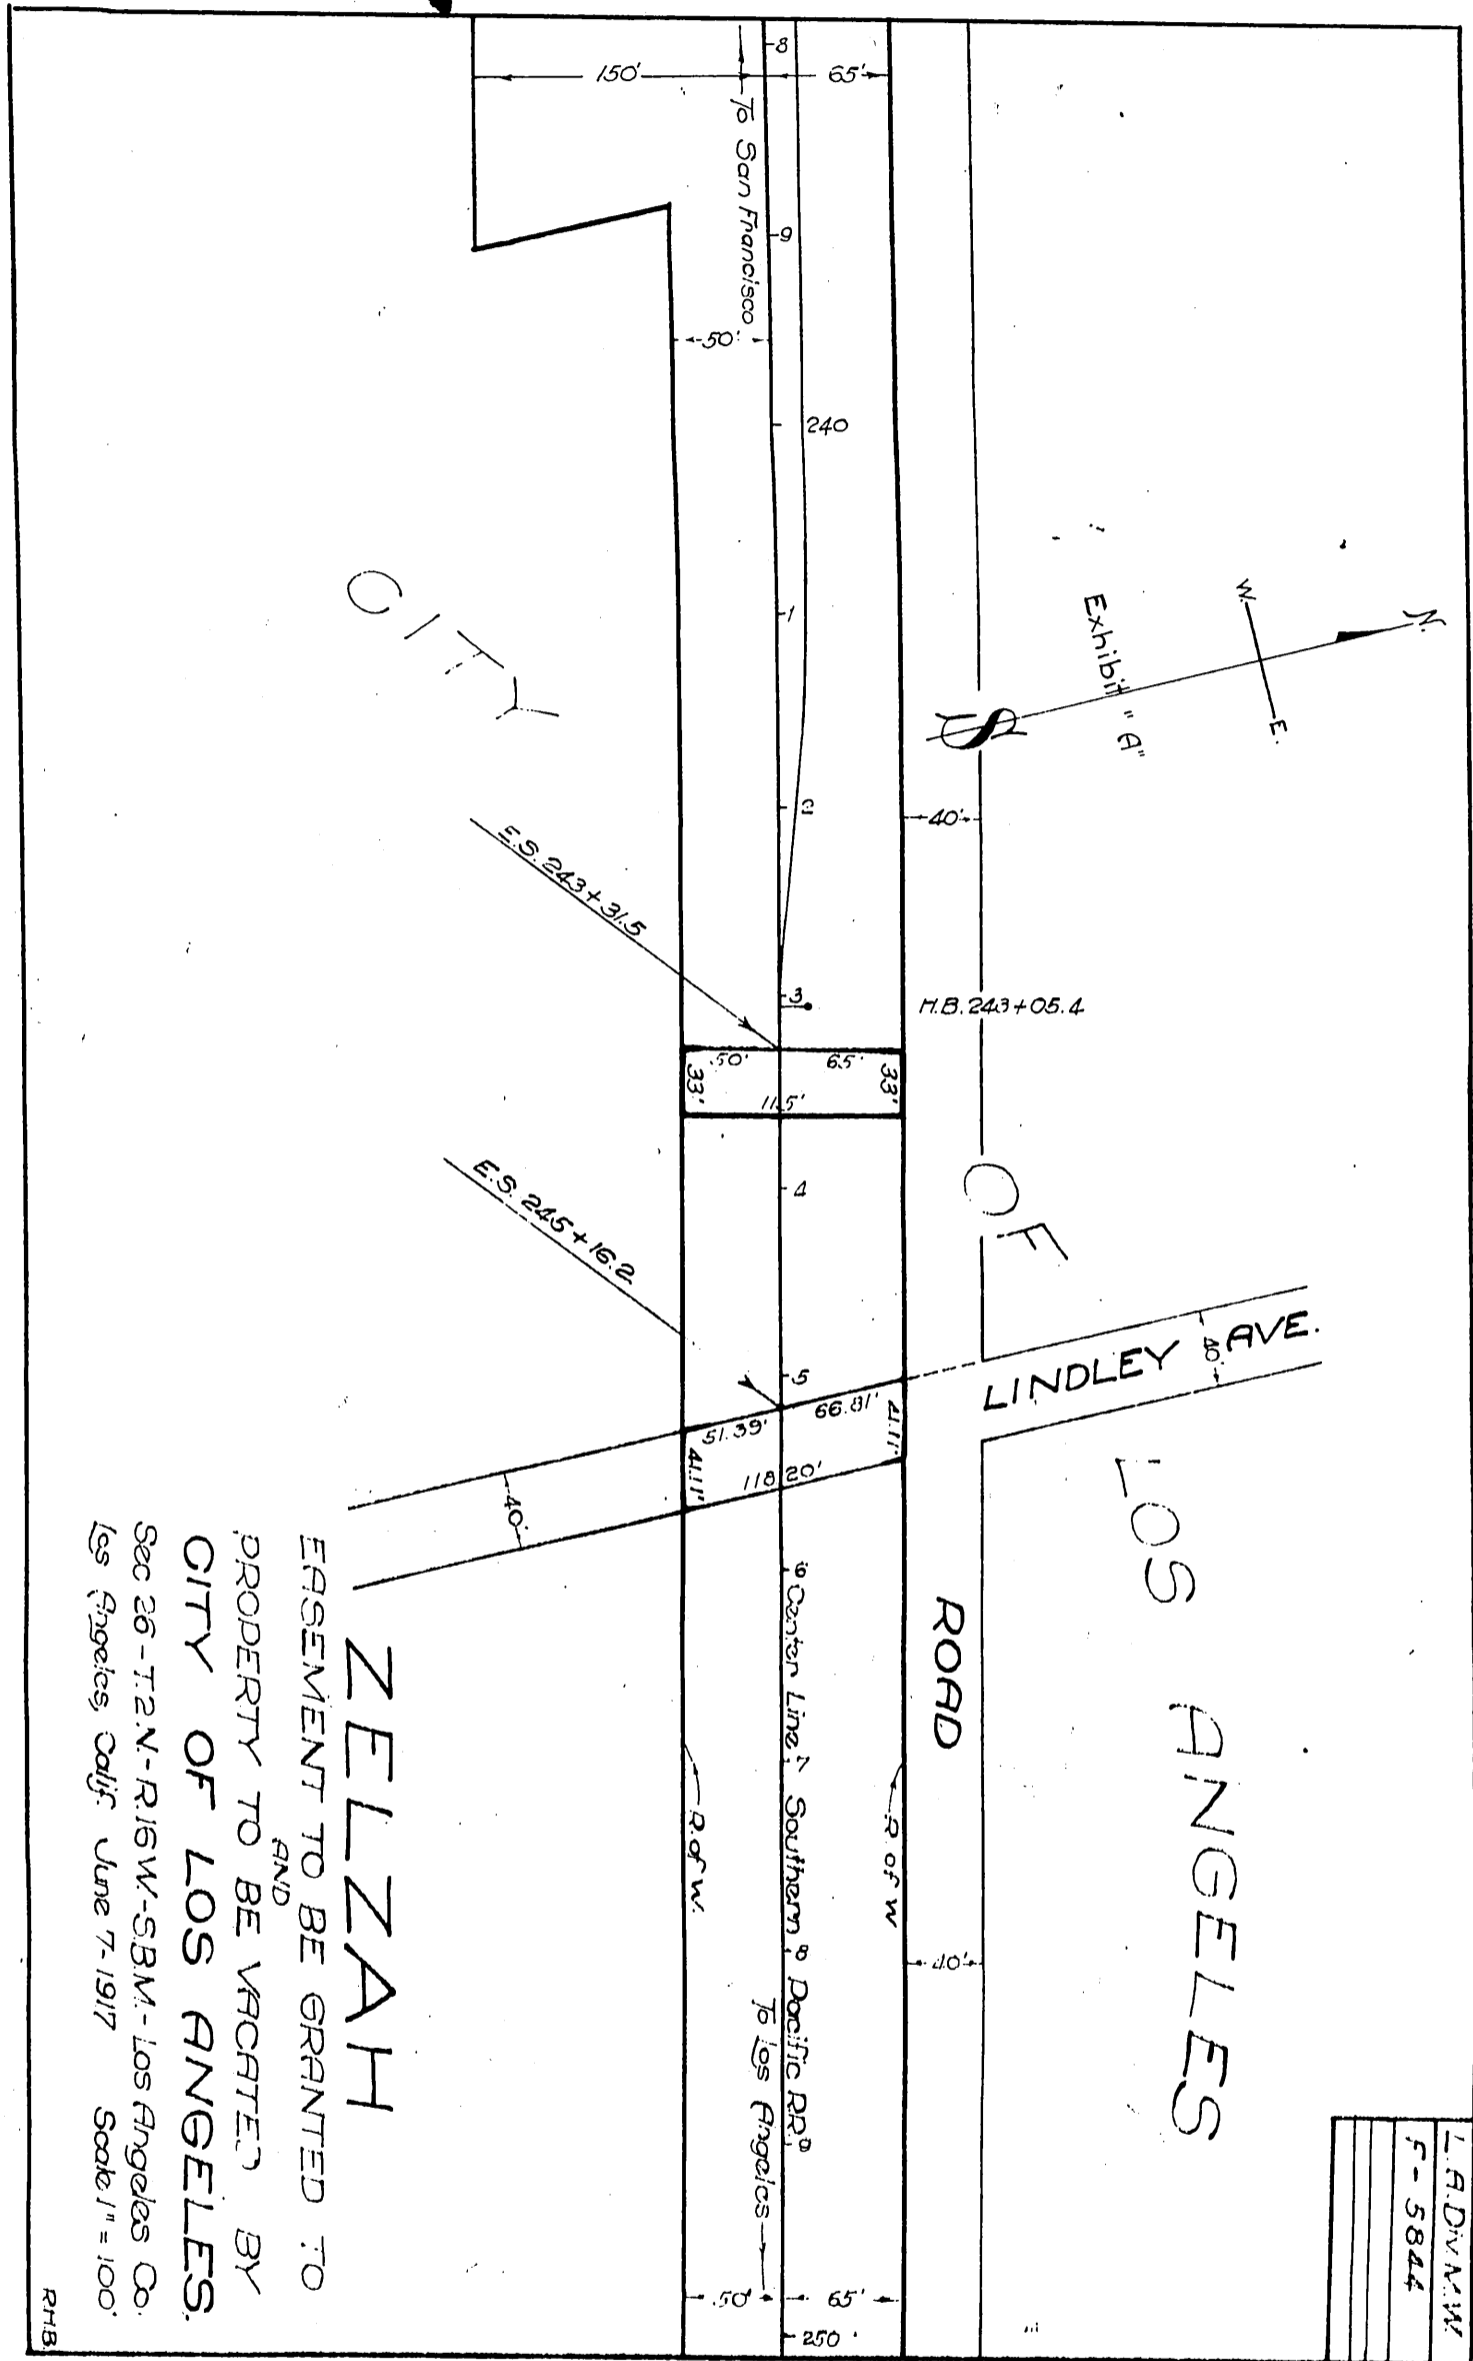 L.A.Div. M.W.
F-5844
N.
W.
E.
S
Exhibit "A"
CITY
OF
LOS ANGELES
150'
65'
8
To San Francisco
9
50'
240
1
2
40'
E.S. 243+31.5
3
M.B. 243+05.4
50'
65'
33'
33'
115'
4
E.S. 245+16.2
5
LINDLEY AVE.
40'
51.39'
66.81'
41.11'
41.11'
118.20'
40'
6
Center Line, Southern Pacific R.R.
8
ROAD
R. of W.
R. of W
40'
To Los Angeles
50'
65'
250
ZELZAH
EASEMENT TO BE GRANTED TO
AND
PROPERTY TO BE VACATED BY
CITY OF LOS ANGELES.
Sec 26-T.2.N.-R.16W.-S.B.M.-Los Angeles Co.
Los Angeles, Calif. June 7-1917 Scale 1"=100'
R.H.B.